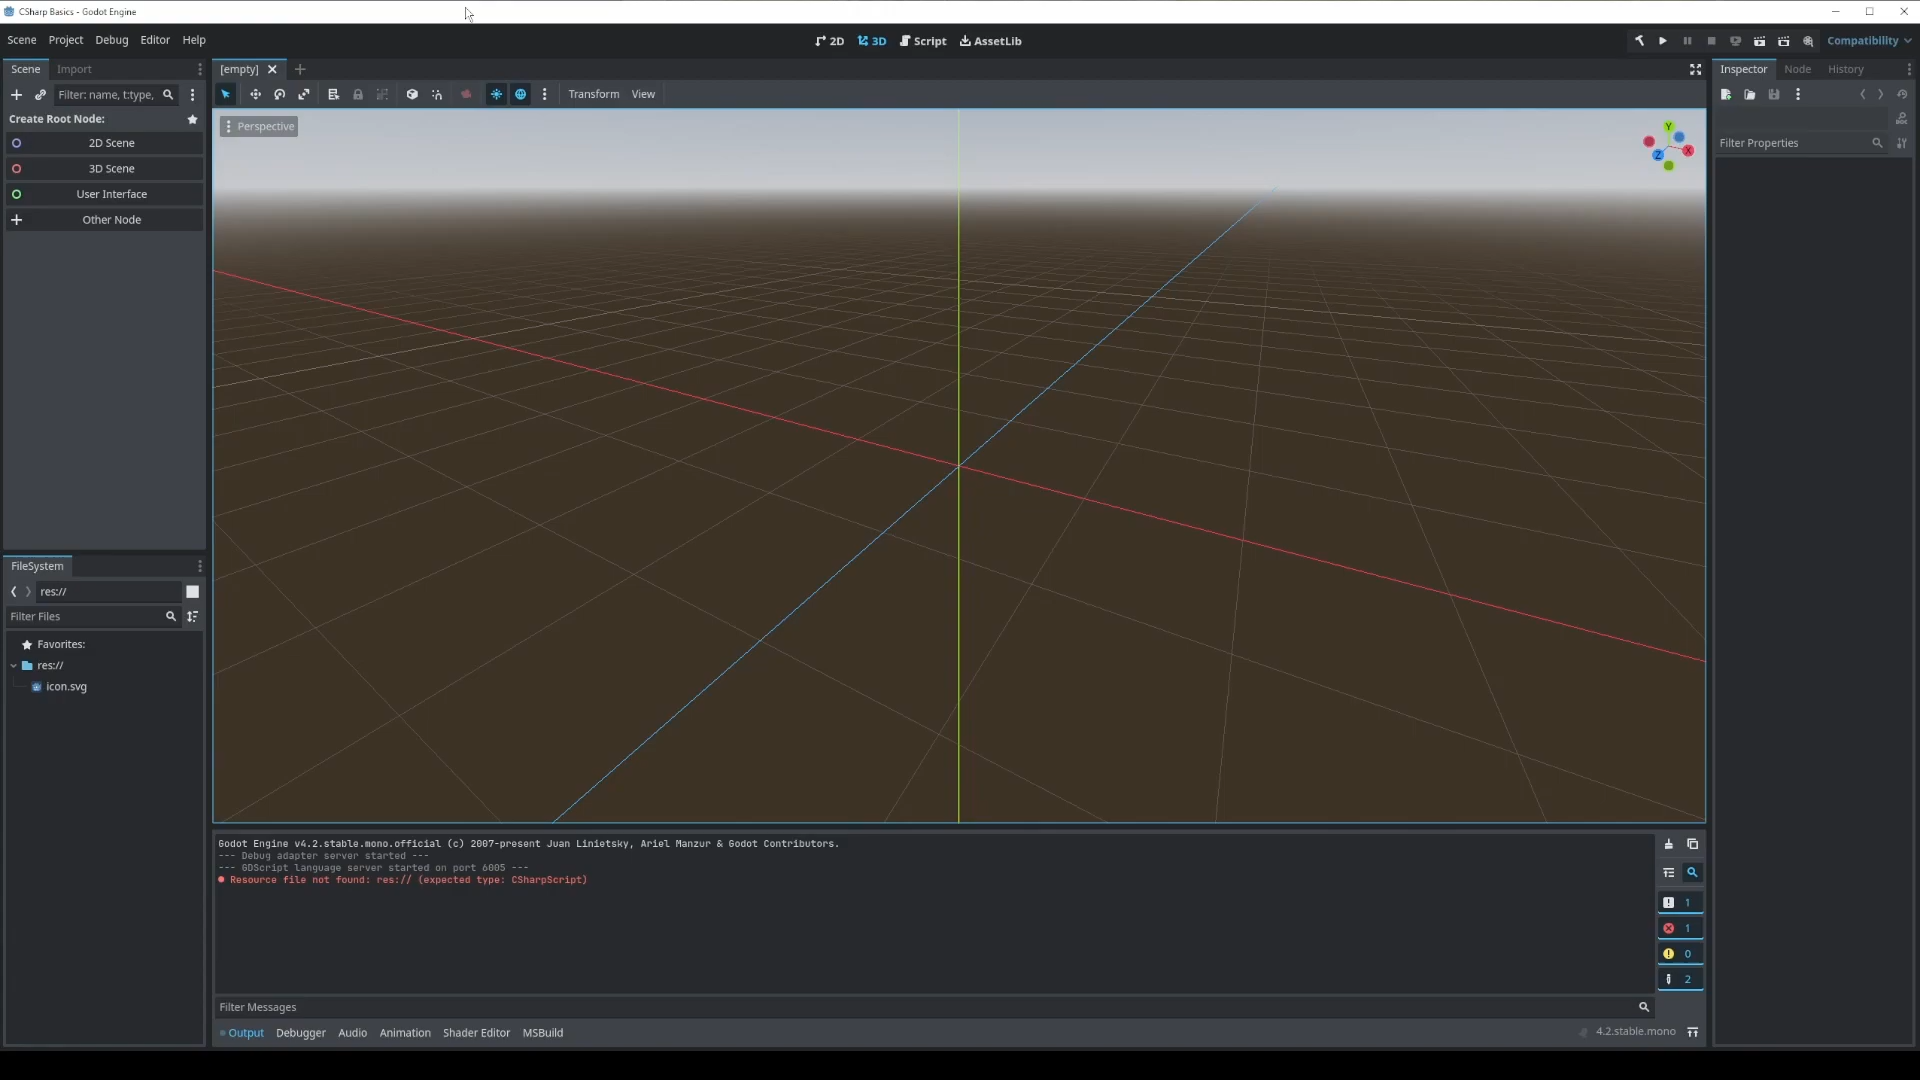 CSharp Basics - Godot Engine
Scene Project Debug Editor Help
2D 3D Script AssetLib
Compatibility
Scene Import
[empty]
Inspector Node History
Filter: name, t:type,
Transform View
Create Root Node:
2D Scene
3D Scene
User Interface
Other Node
Perspective
Y
X
Z
Filter Properties
FileSystem
res://
Filter Files
Favorites:
res://
icon.svg
Godot Engine v4.2.stable.mono.official (c) 2007-present Juan Linietsky, Ariel Manzur & Godot Contributors.
--- Debug adapter server started ---
--- GDScript language server started on port 6005 ---
Resource file not found: res:// (expected type: CSharpScript)
1
1
0
2
Filter Messages
Output Debugger Audio Animation Shader Editor MSBuild
4.2.stable.mono